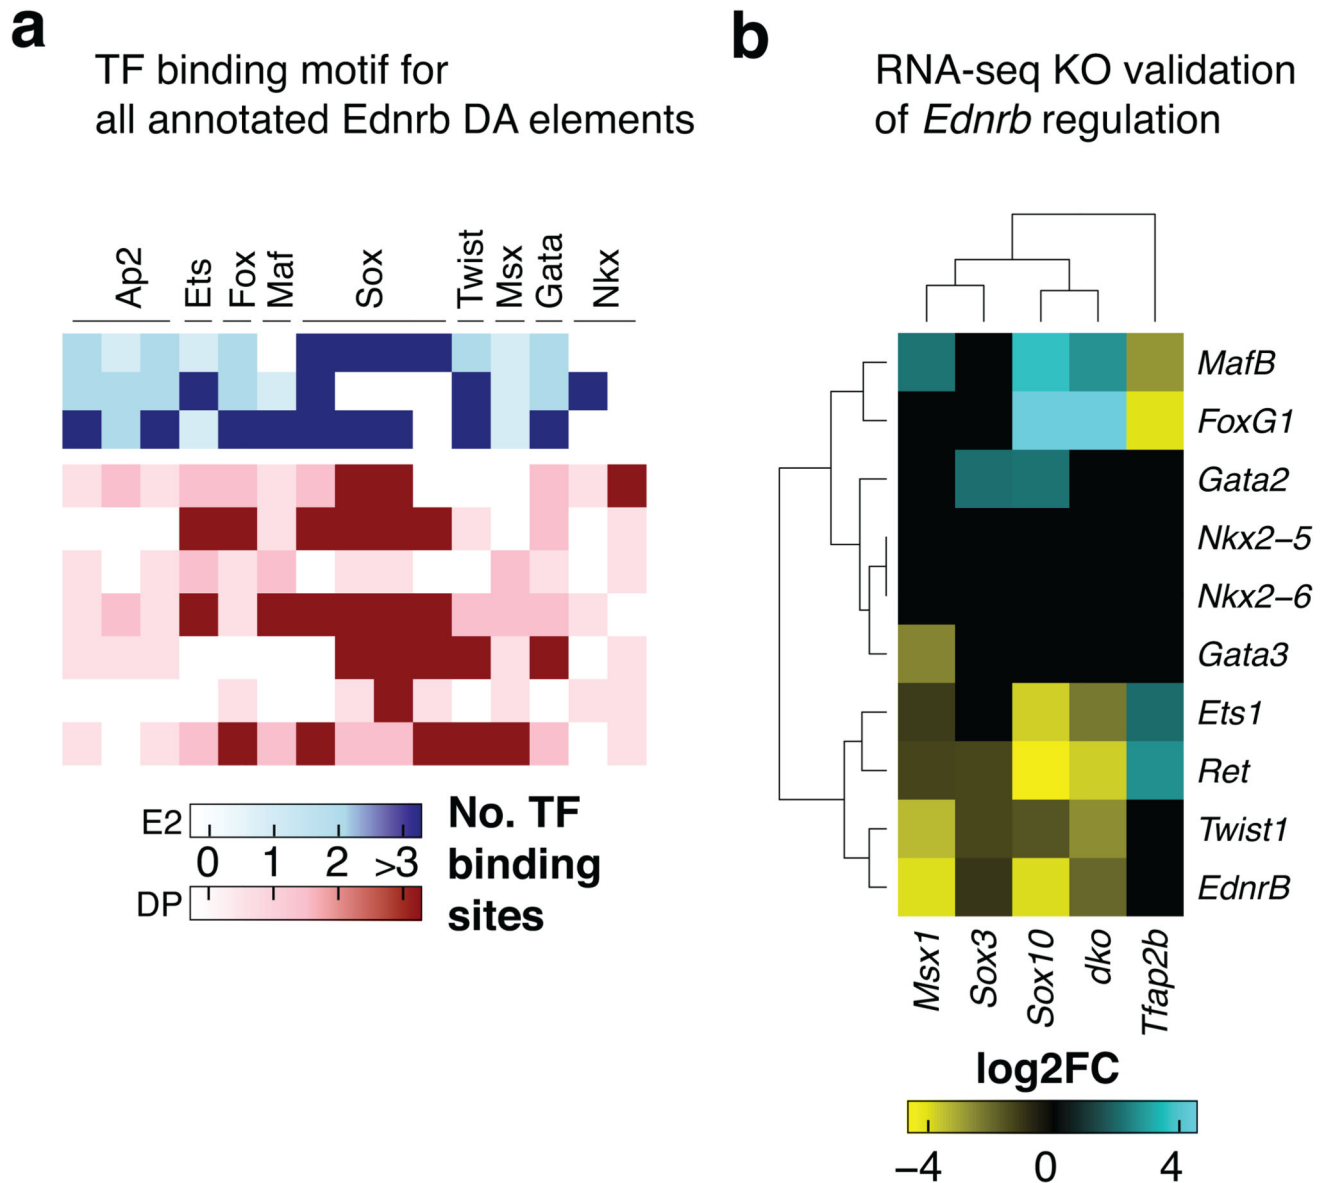 a
TF binding motif for
all annotated Ednrb DA elements
Ap2
Ets
Fox
Maf
Sox
Twist
Msx
Gata
Nkx
E2
0 1 2 >3
DP
No. TF
binding
sites
b
RNA-seq KO validation
of Ednrb regulation
MafB
FoxG1
Gata2
Nkx2–5
Nkx2–6
Gata3
Ets1
Ret
Twist1
EdnrB
Msx1
Sox3
Sox10
dko
Tfap2b
log2FC
−4 0 4